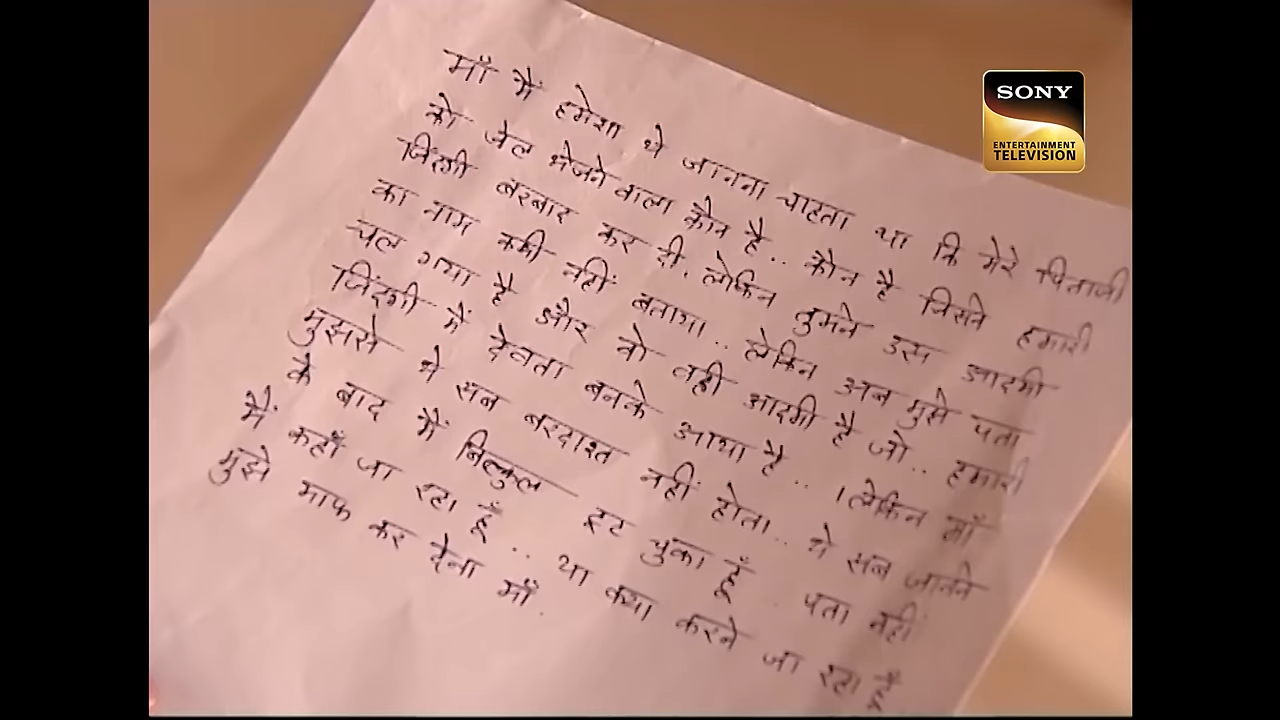 माँ मैं हमेशा ये जानना चाहता था कि मेरे पिताजी
को जेल भेजने वाला कौन है.. कौन है जिसने हमारी
जिंदगी बरबाद कर दी. लेकिन तुमने उस आदमी
का नाम कभी नहीं बताया.. लेकिन अब मुझे पता
चल गया है और वो वही आदमी है जो.. हमारी
जिंदगी में देवता बनके आया है.. । लेकिन माँ
मुझसे ये सब बरदाश्त नहीं होता.. ये सब जानने
के बाद मैं बिल्कुल टूट चुका हूँ. पता नहीं
मैं कहाँ जा रहा हूँ.. या क्या करने जा रहा हूँ
मुझे माफ कर देना माँ.
SONY
ENTERTAINMENT
TELEVISION